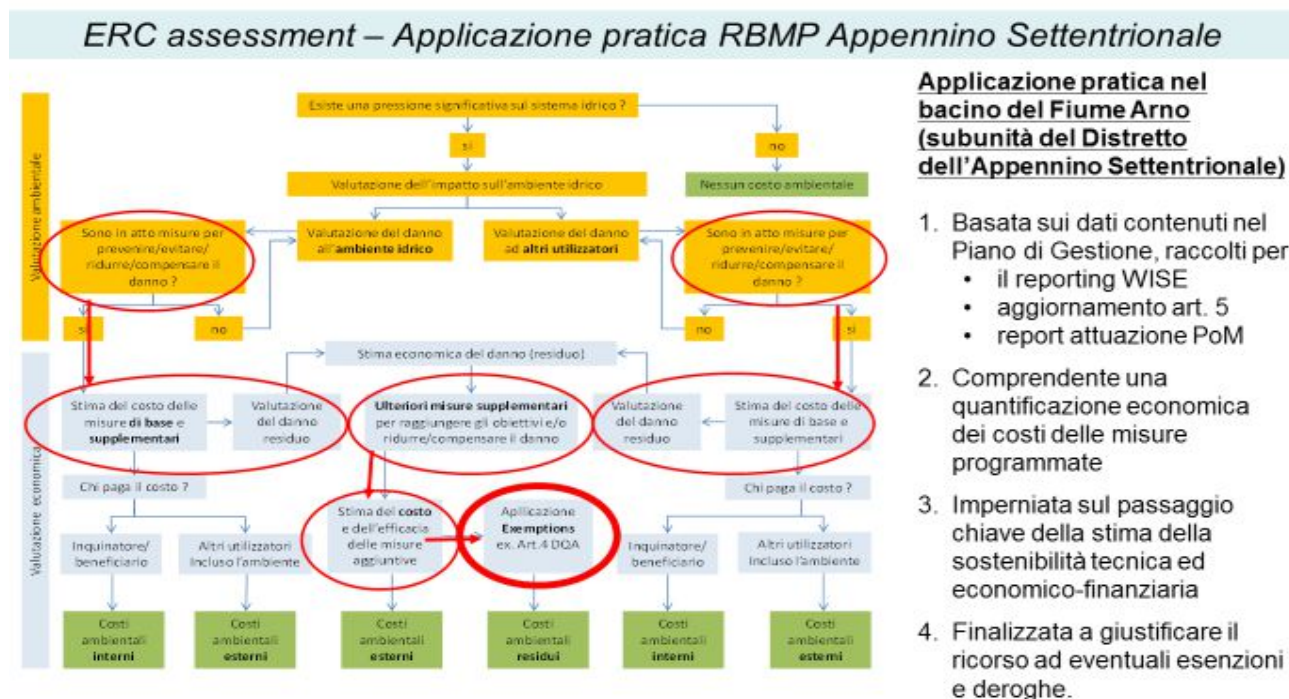 ERC assessment – Applicazione pratica RBMP Appennino Settentrionale
Valutazione ambientale
Esiste una pressione significativa sul sistema idrico ?
si
no
Valutazione dell'impatto sull'ambiente idrico
Nessun costo ambientale
Sono in atto misure per
prevenire/evitare/
ridurre/compensare il
danno ?
Valutazione del danno
all'ambiente idrico
Valutazione del danno
ad altri utilizzatori
Sono in atto misure per
prevenire/evitare/
ridurre/compensare il
danno ?
si
no
no
si
Valutazione economica
Stima economica del danno (residuo)
Stima del costo delle
misure di base e
supplementari
Valutazione
del danno
residuo
Ulteriori misure supplementari
per raggiungere gli obiettivi e/o
ridurre/compensare il danno
Valutazione
del danno
residuo
Stima del costo delle
misure di base e
supplementari
Chi paga il costo ?
Chi paga il costo ?
Inquinatore/
beneficiario
Altri utilizzatori
Incluso l'ambiente
Stima del costo
e dell'efficacia
delle misure
aggiuntive
Apllicazione
Exemptions
ex. Art.4 DQA
Inquinatore/
beneficiario
Altri utilizzatori
Incluso l'ambiente
Costi
ambientali
interni
Costi
ambientali
esterni
Costi
ambientali
esterni
Costi
ambientali
residui
Costi
ambientali
interni
Costi
ambientali
esterni
Applicazione pratica nel
bacino del Fiume Arno
(subunità del Distretto
dell'Appennino Settentrionale)
1. Basata sui dati contenuti nel
Piano di Gestione, raccolti per
• il reporting WISE
• aggiornamento art. 5
• report attuazione PoM
2. Comprendente una
quantificazione economica
dei costi delle misure
programmate
3. Imperniata sul passaggio
chiave della stima della
sostenibilità tecnica ed
economico-finanziaria
4. Finalizzata a giustificare il
ricorso ad eventuali esenzioni
e deroghe.